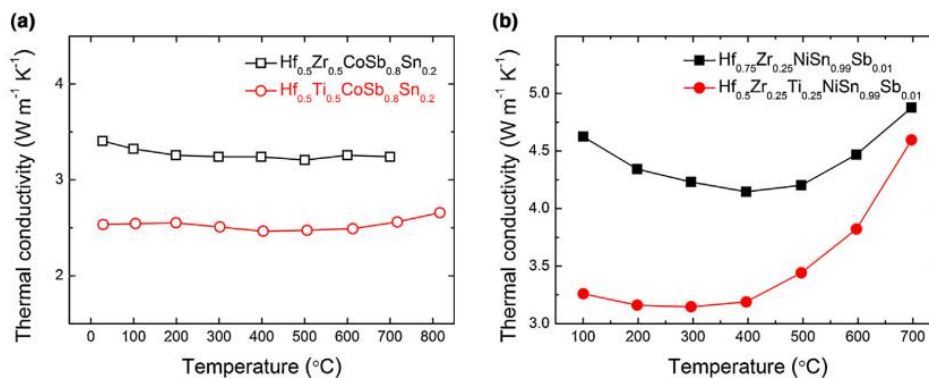 (a)
Thermal conductivity (W m⁻¹ K⁻¹)
4
3
2
Hf₀.₅Zr₀.₅CoSb₀.₈Sn₀.₂
Hf₀.₅Ti₀.₅CoSb₀.₈Sn₀.₂
0 100 200 300 400 500 600 700 800
Temperature (°C)
(b)
Thermal conductivity (W m⁻¹ K⁻¹)
5.0
4.5
4.0
3.5
3.0
Hf₀.₇₅Zr₀.₂₅NiSn₀.₉₉Sb₀.₀₁
Hf₀.₅Zr₀.₂₅Ti₀.₂₅NiSn₀.₉₉Sb₀.₀₁
100 200 300 400 500 600 700
Temperature (°C)